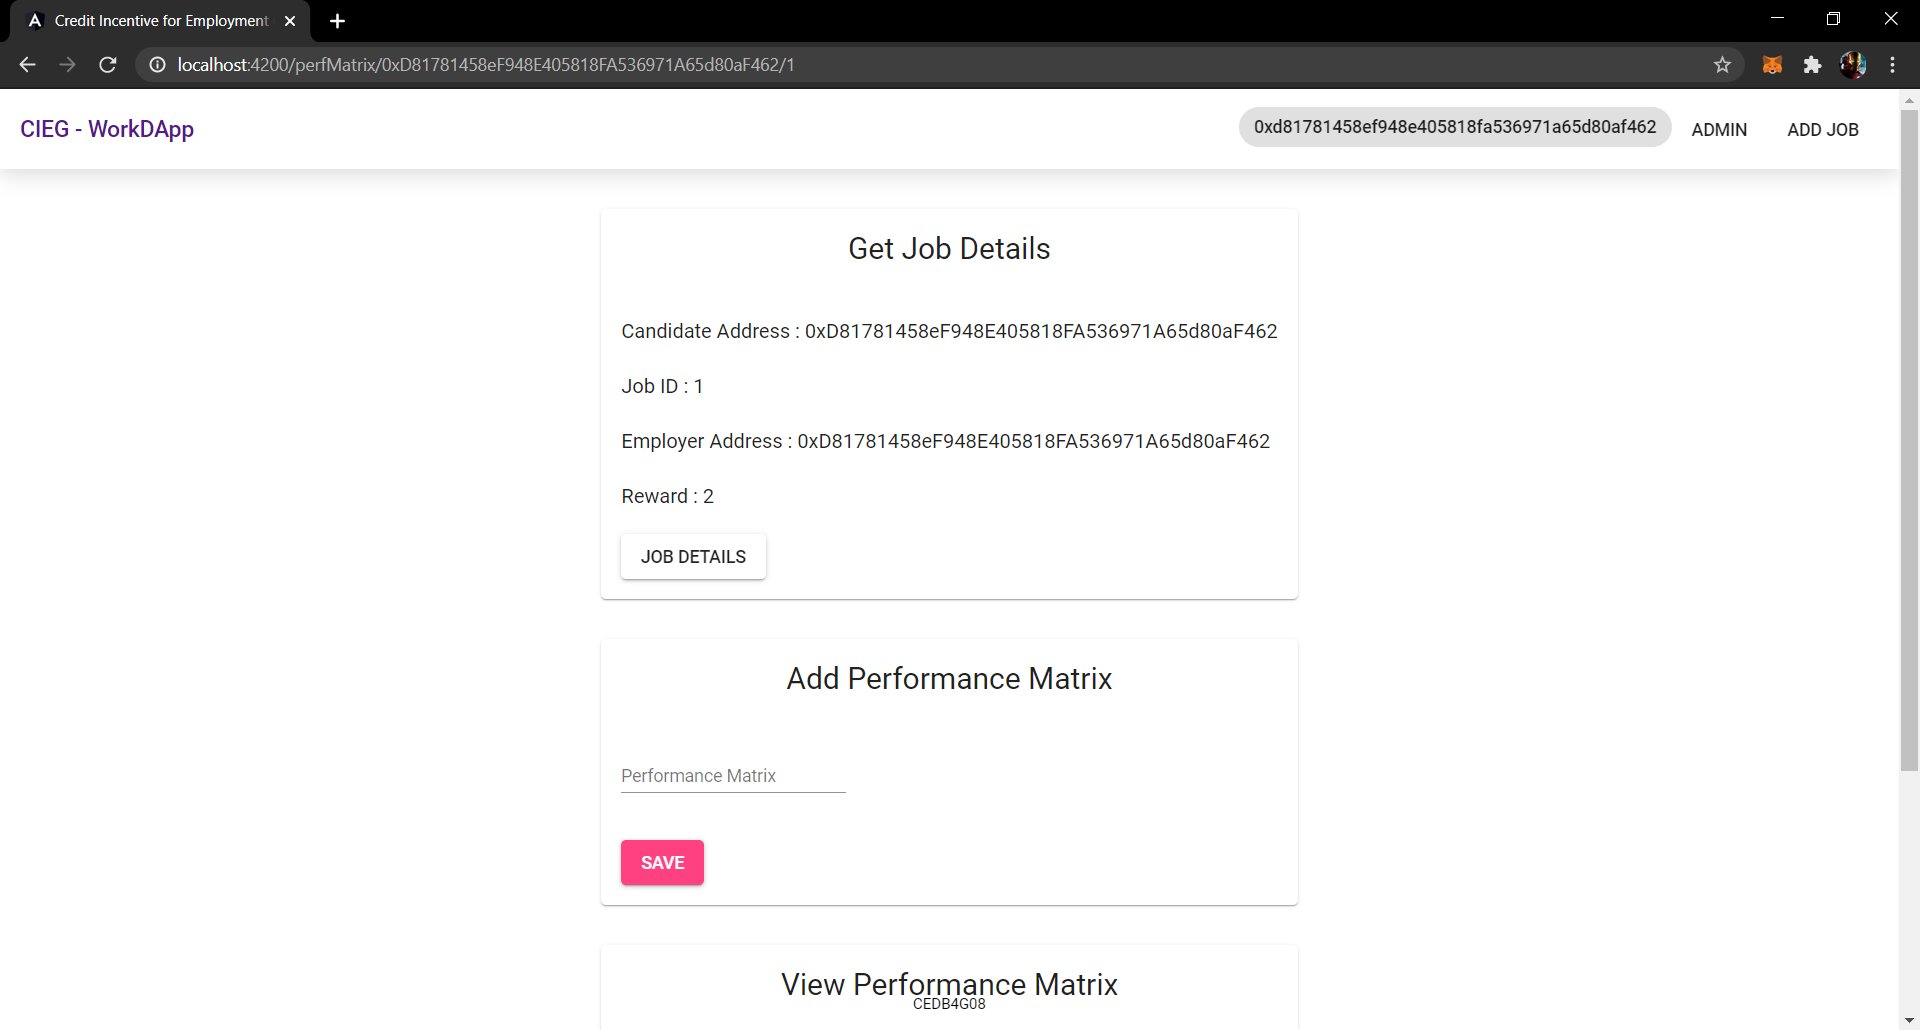 Credit Incentive for Employment
localhost:4200/perfMatrix/0xD81781458eF948E405818FA536971A65d80aF462/1
CIEG - WorkDApp
0xd81781458ef948e405818fa536971a65d80af462
ADMIN
ADD JOB
Get Job Details
Candidate Address : 0xD81781458eF948E405818FA536971A65d80aF462
Job ID : 1
Employer Address : 0xD81781458eF948E405818FA536971A65d80aF462
Reward : 2
JOB DETAILS
Add Performance Matrix
Performance Matrix
SAVE
View Performance Matrix
CEDB4G08